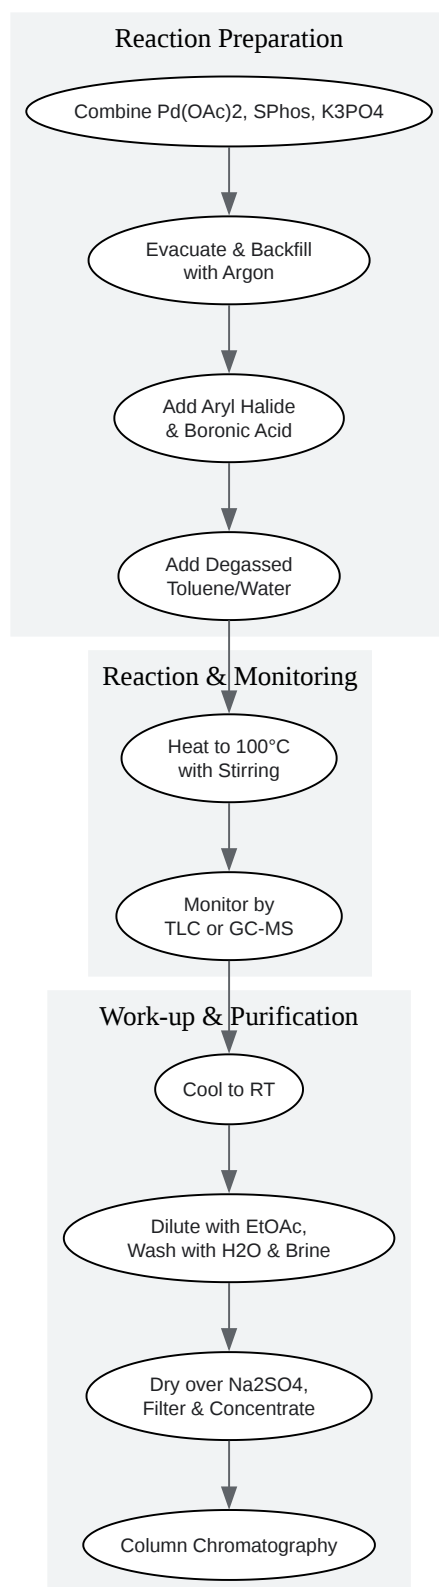 Reaction Preparation
Combine Pd(OAc)2, SPhos, K3PO4
Evacuate & Backfill
with Argon
Add Aryl Halide
& Boronic Acid
Add Degassed
Toluene/Water
Reaction & Monitoring
Heat to 100°C
with Stirring
Monitor by
TLC or GC-MS
Work-up & Purification
Cool to RT
Dilute with EtOAc,
Wash with H2O & Brine
Dry over Na2SO4,
Filter & Concentrate
Column Chromatography